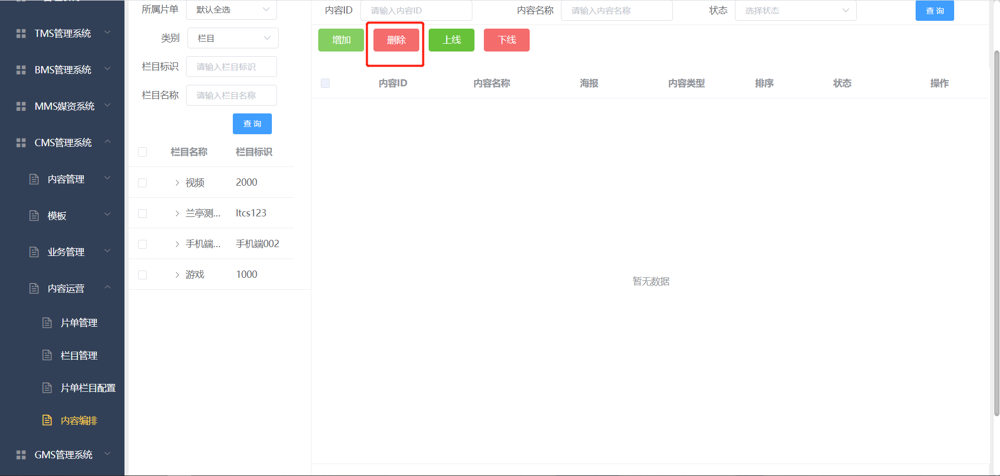 TMS管理系统
BMS管理系统
MMS媒资系统
CMS管理系统
内容管理
模板
业务管理
内容运营
片单管理
栏目管理
片单栏目配置
内容编排
GMS管理系统
所属片单 默认全选
类别 栏目
栏目标识 请输入栏目标识
栏目名称 请输入栏目名称
查 询
栏目名称 栏目标识
视频 2000
兰亭测... ltcs123
手机端... 手机端002
游戏 1000
内容ID 请输入内容ID 内容名称 请输入内容名称 状态 选择状态 查 询
增加 删除 上线 下线
内容ID 内容名称 海报 内容类型 排序 状态 操作
暂无数据